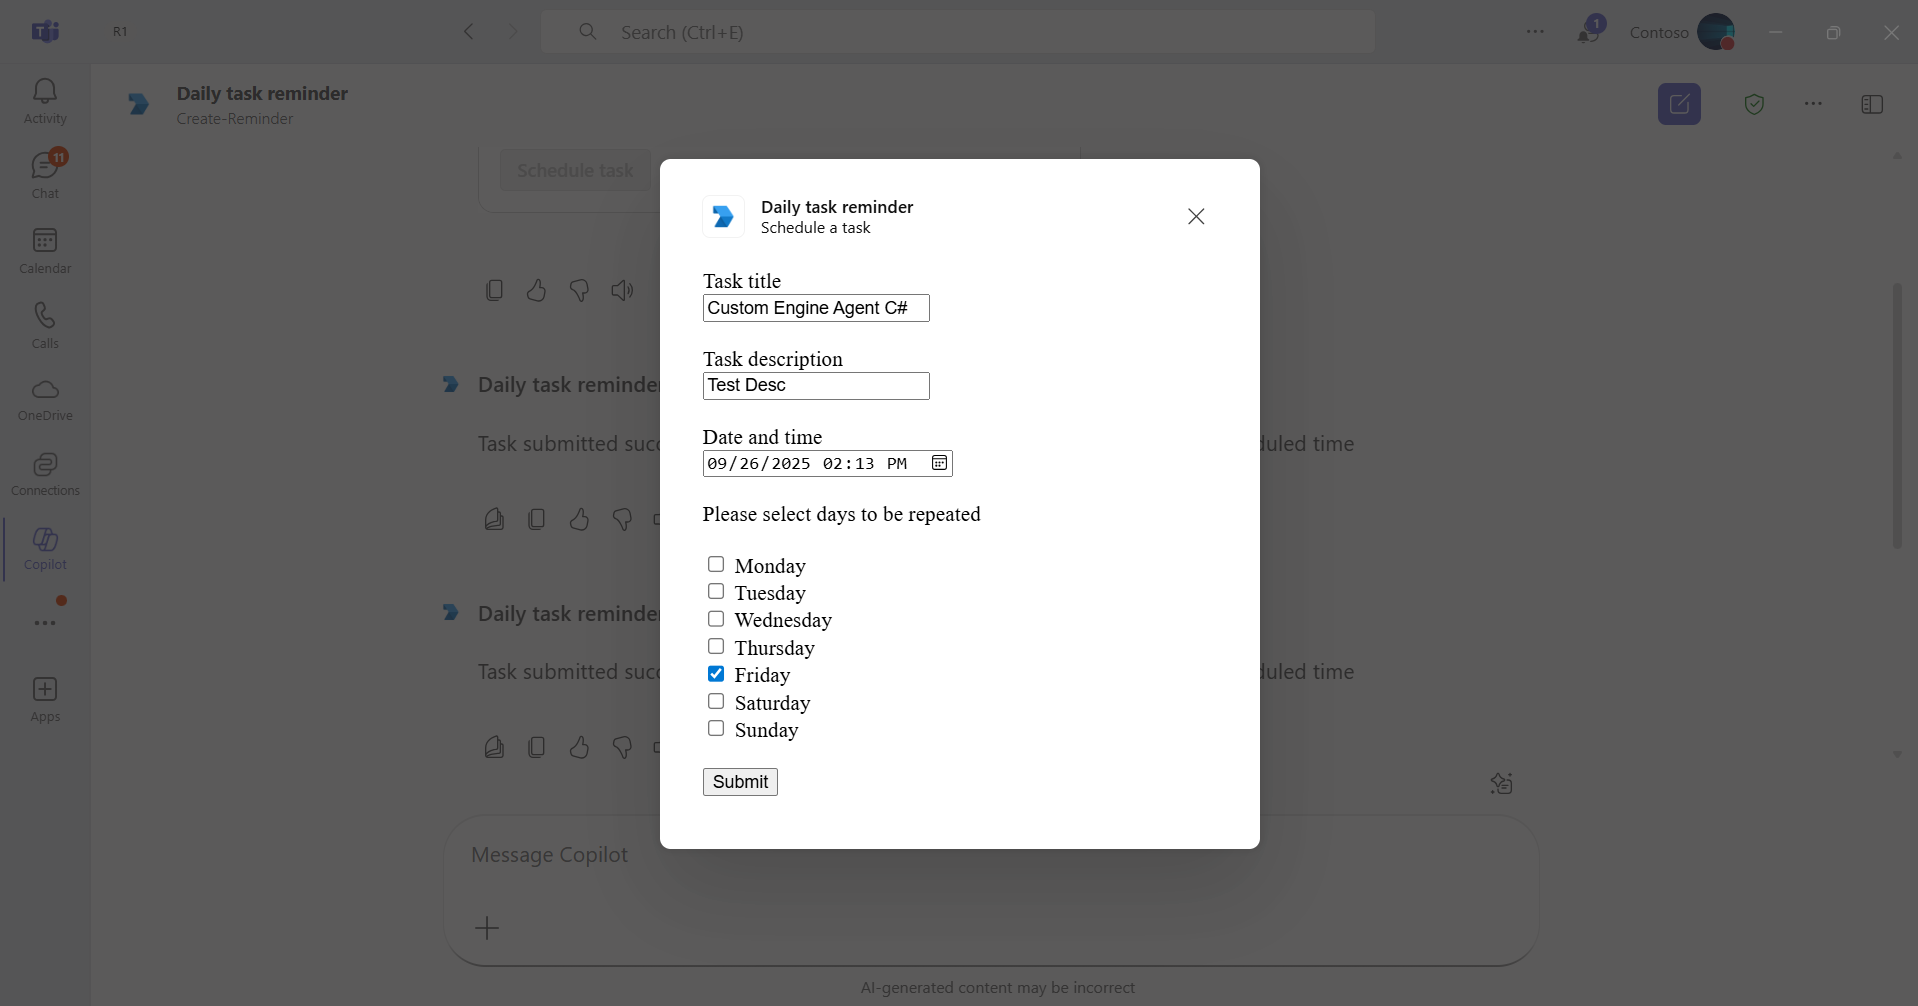 R1
Search (Ctrl+E)
1
Contoso
Activity
11
Chat
Calendar
Calls
OneDrive
Connections
Copilot
Apps
Daily task reminder
Create-Reminder
Schedule task
Daily task reminder
Task submitted
duled time
Daily task reminder
Task submitted
duled time
Daily task reminder
Schedule a task
Task title
Custom Engine Agent C#
Task description
Test Desc
Date and time
09/26/2025 02:13 PM
Please select days to be repeated
Monday
Tuesday
Wednesday
Thursday
Friday
Saturday
Sunday
Submit
Message Copilot
AI-generated content may be incorrect